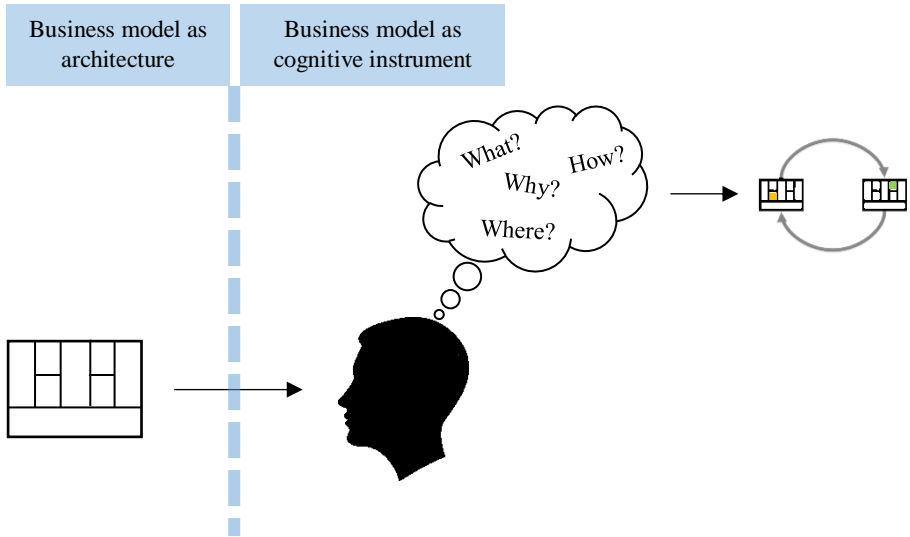 Business model as
architecture
Business model as
cognitive instrument
What?
How?
Why?
Where?